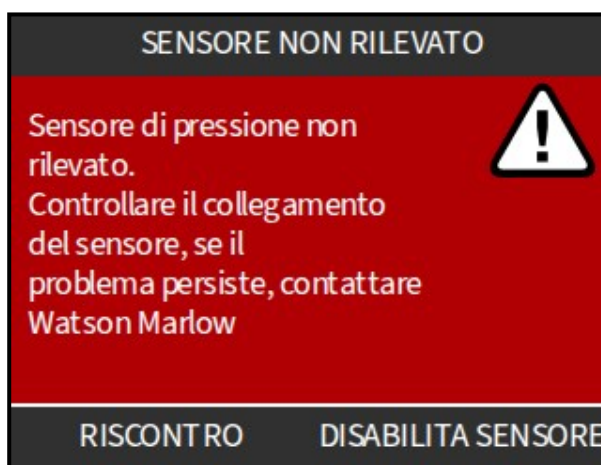 SENSORE NON RILEVATO
Sensore di pressione non
rilevato.
Controllare il collegamento
del sensore, se il
problema persiste, contattare
Watson Marlow
RISCONTRO DISABILITA SENSORE